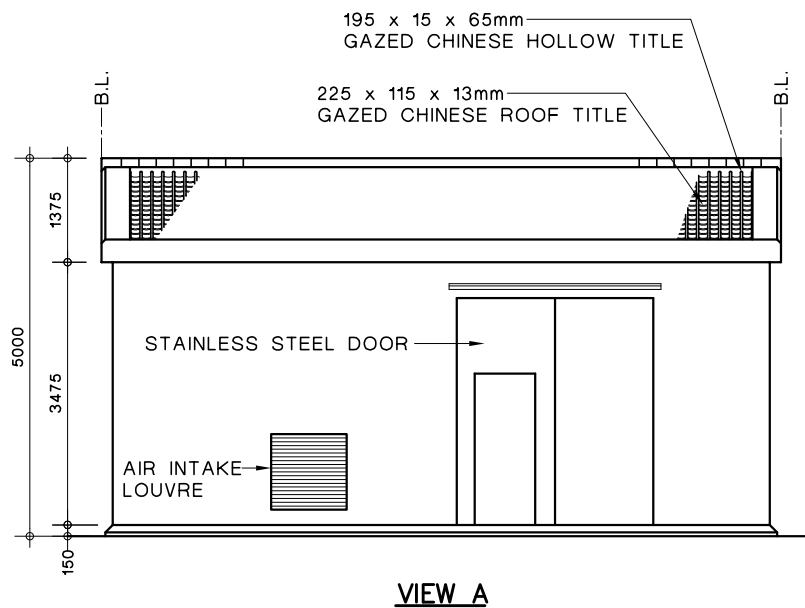 195 x 15 x 65mm
GAZED CHINESE HOLLOW TITLE
225 x 115 x 13mm
GAZED CHINESE ROOF TITLE
B.L.
B.L.
1375
5000
3475
150
STAINLESS STEEL DOOR
AIR INTAKE
LOUVRE
VIEW A